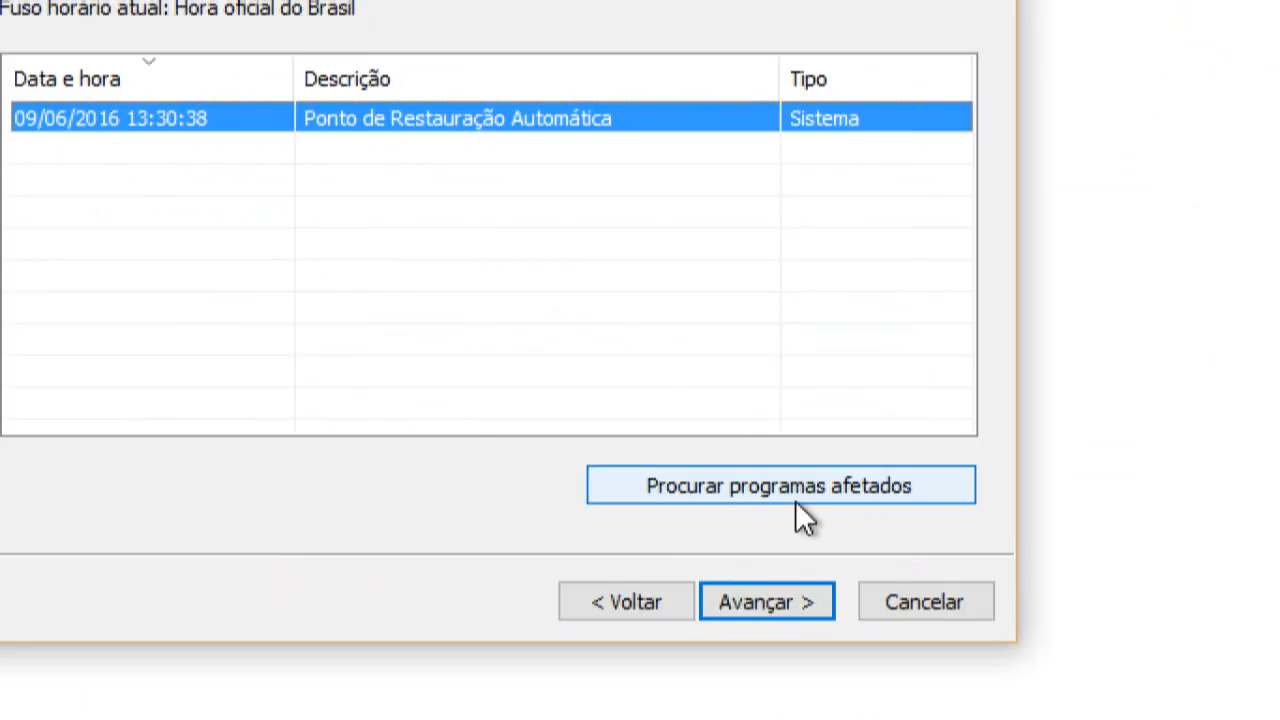 Fuso horário atual: Hora oficial do Brasil
Data e hora Descrição Tipo
09/06/2016 13:30:38 Ponto de Restauração Automática Sistema
Procurar programas afetados
< Voltar Avançar > Cancelar